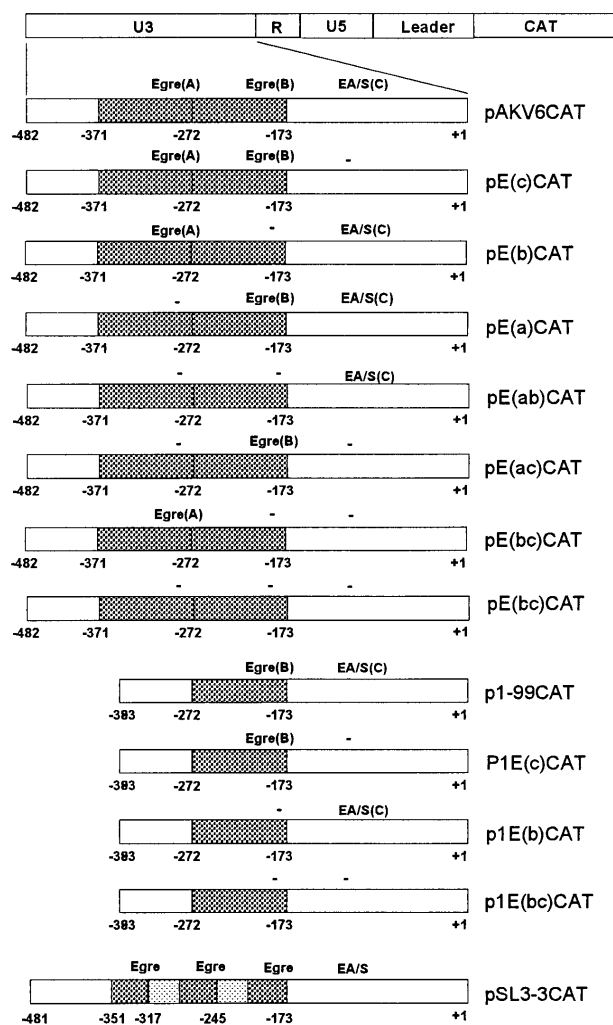 U3 R U5 Leader CAT
Egre(A) Egre(B) EA/S(C)
pAKV6CAT
-482 -371 -272 -173 +1
Egre(A) Egre(B) -
pE(c)CAT
-482 -371 -272 -173 +1
Egre(A) - EA/S(C)
pE(b)CAT
-482 -371 -272 -173 +1
- Egre(B) EA/S(C)
pE(a)CAT
-482 -371 -272 -173 +1
- - EA/S(C)
pE(ab)CAT
-482 -371 -272 -173 +1
- Egre(B) -
pE(ac)CAT
-482 -371 -272 -173 +1
Egre(A) - -
pE(bc)CAT
-482 -371 -272 -173 +1
- - -
pE(bc)CAT
-482 -371 -272 -173 +1
Egre(B) EA/S(C)
p1-99CAT
-383 -272 -173 +1
Egre(B) -
P1E(c)CAT
-383 -272 -173 +1
- EA/S(C)
p1E(b)CAT
-383 -272 -173 +1
- -
p1E(bc)CAT
-383 -272 -173 +1
Egre Egre Egre EA/S
pSL3-3CAT
-481 -351 -317 -245 -173 +1